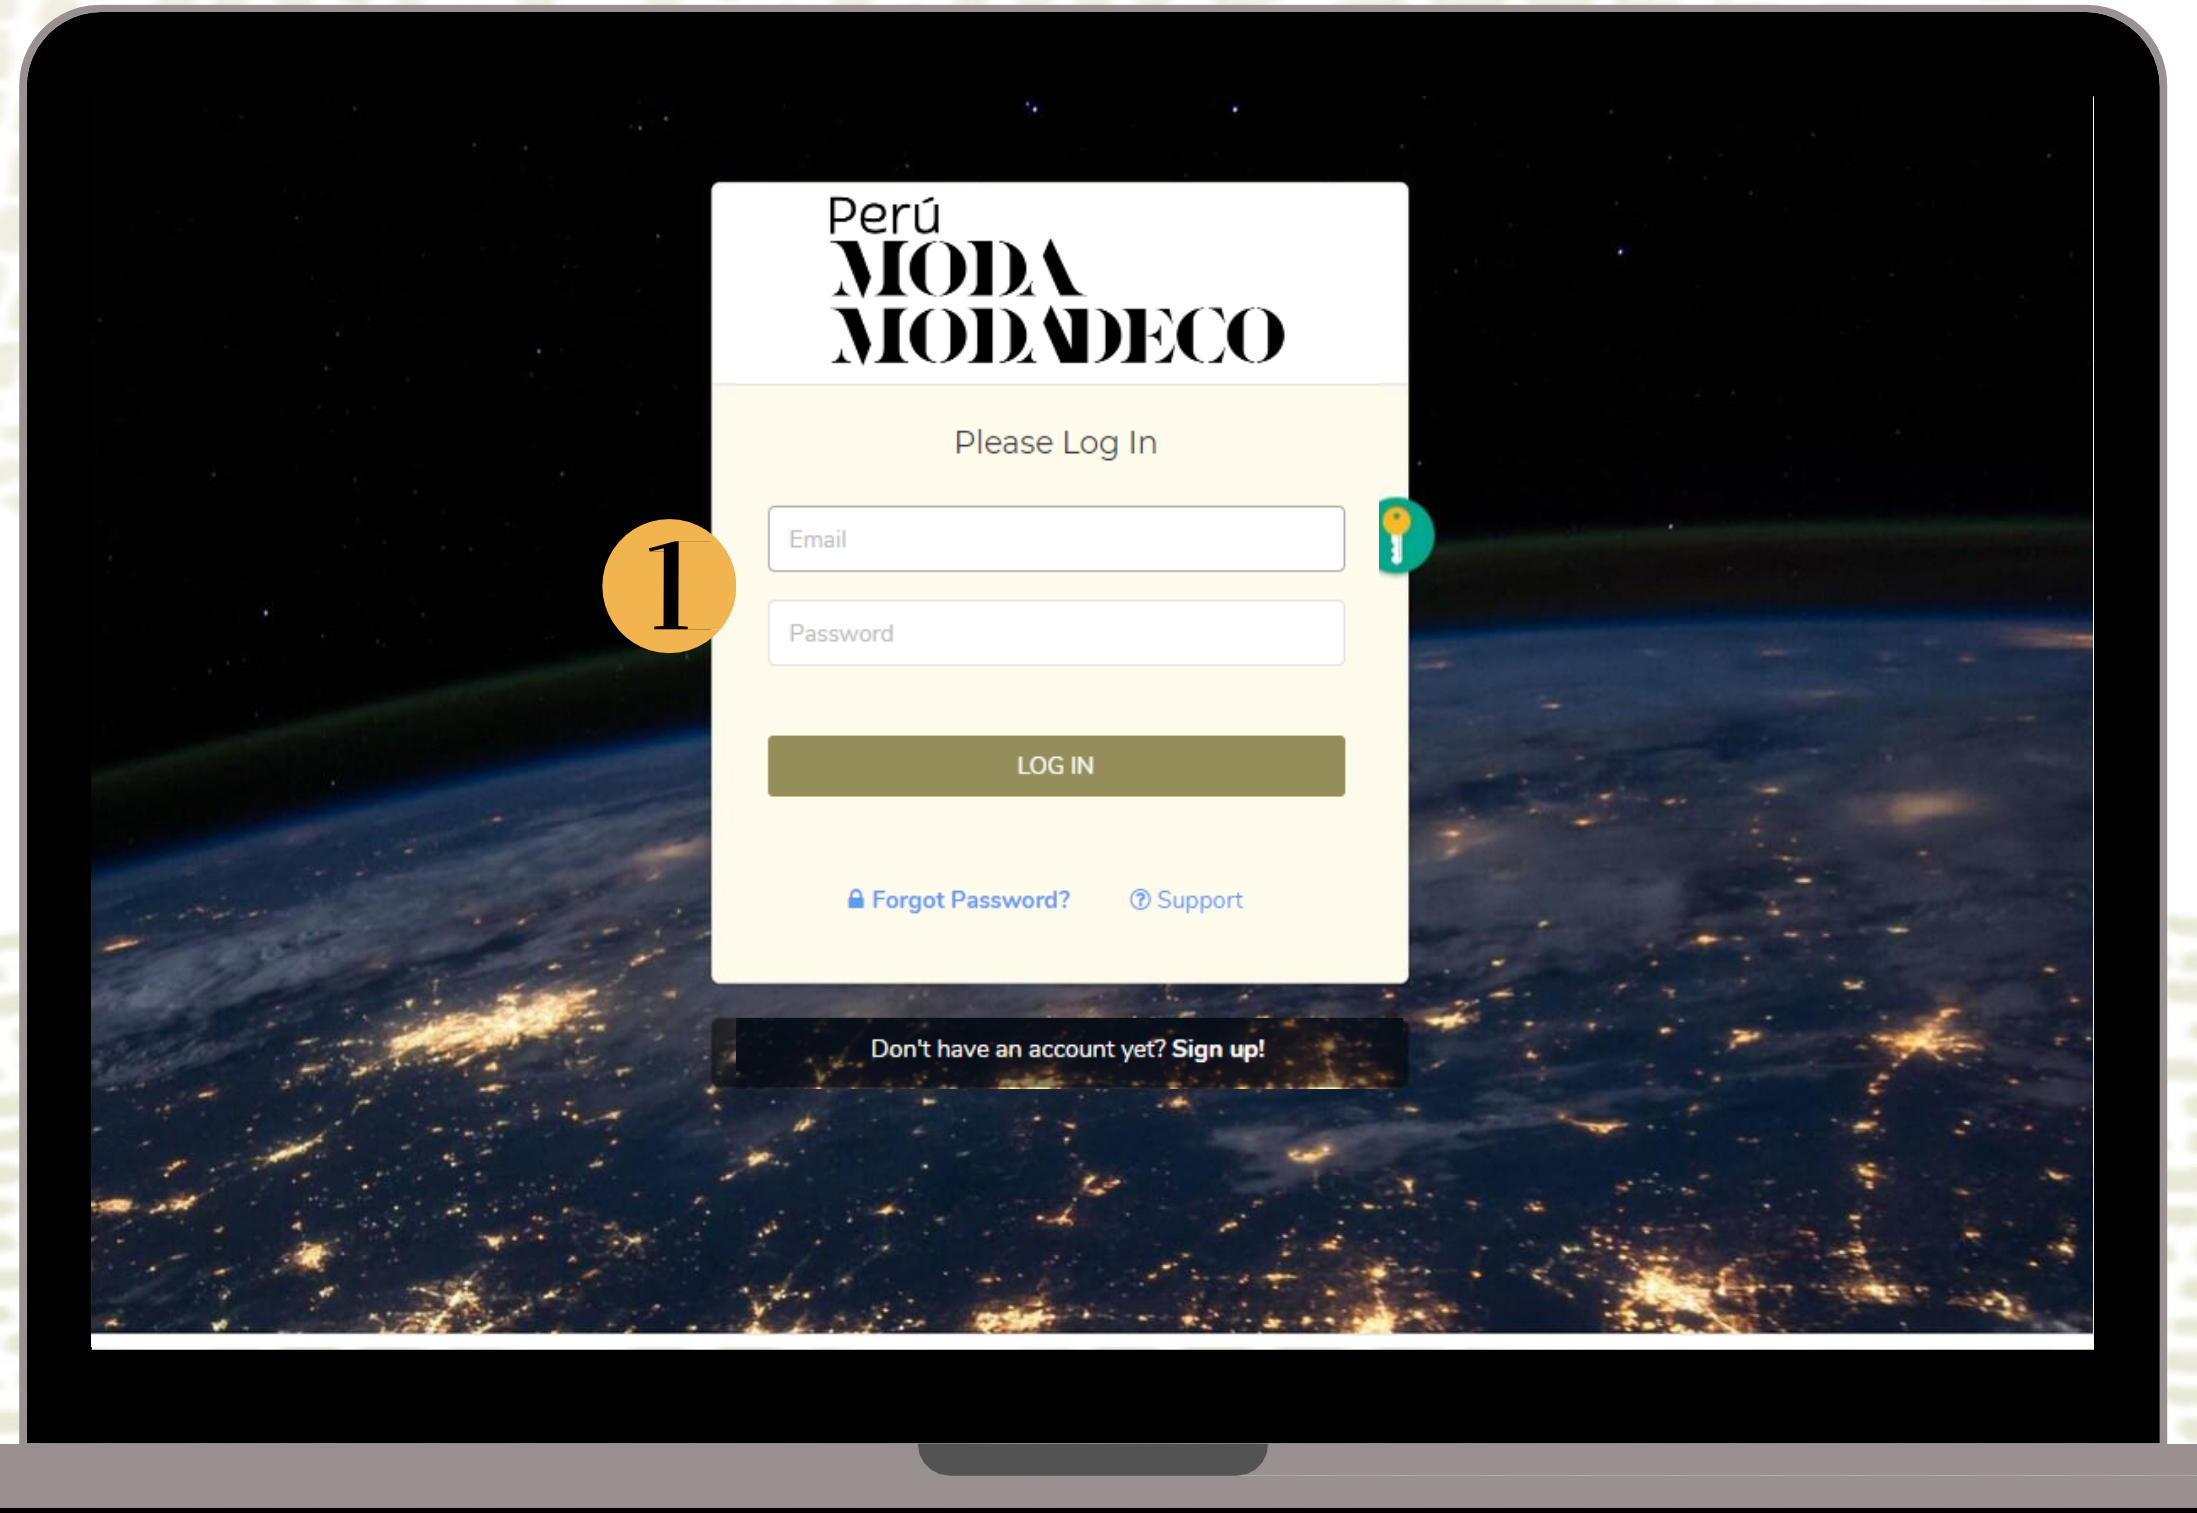 Perú
MODA
MODADECO
Please Log In
1
Email
Password
LOG IN
Forgot Password? Support
Don't have an account yet? Sign up!